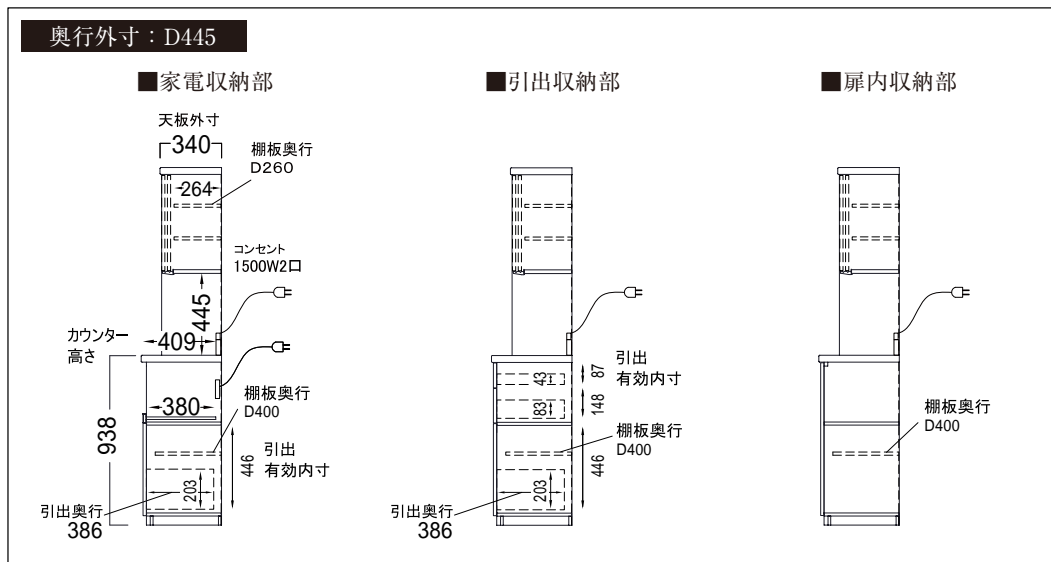 奥行外寸：D445
■家電収納部
天板外寸
340
棚板奥行
D260
264
コンセント
1500W2口
445
409
カウンター
高さ
938
380
棚板奥行
D400
446
引出
有効内寸
203
引出奥行
386
■引出収納部
引出
有効内寸
43
87
83
148
棚板奥行
D400
446
203
引出奥行
386
■扉内収納部
棚板奥行
D400